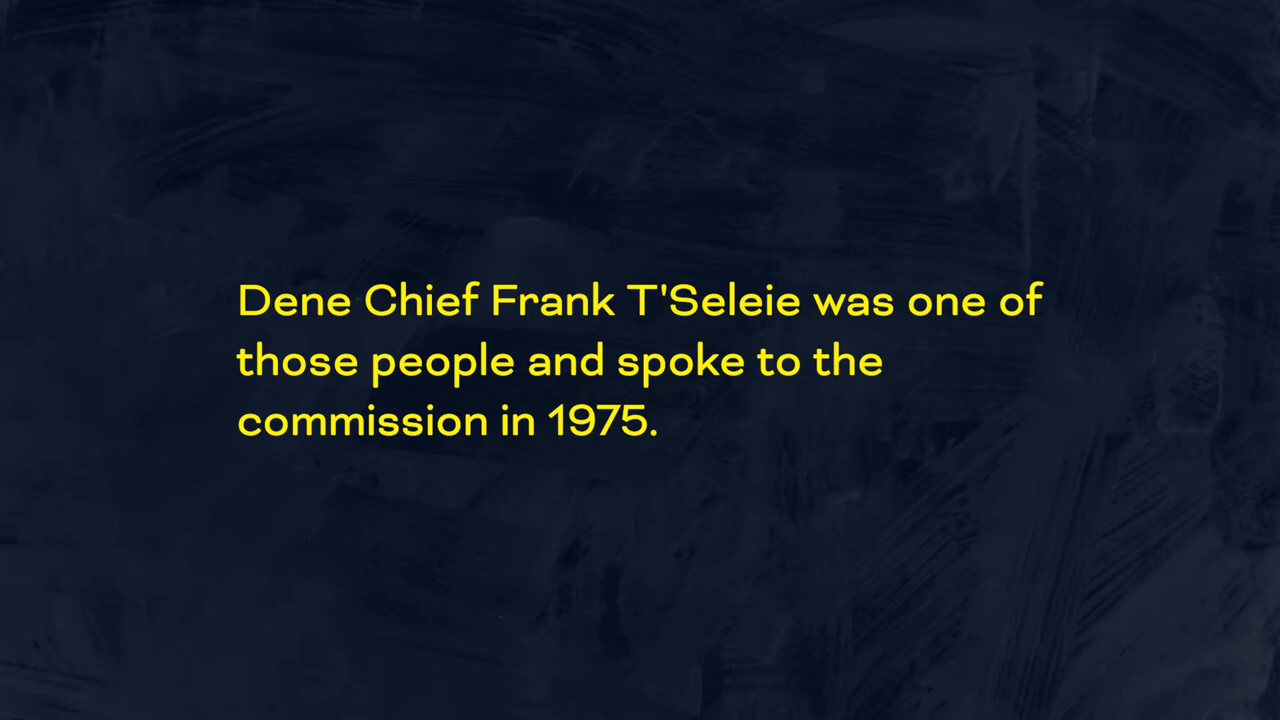 Dene Chief Frank T'Seleie was one of
those people and spoke to the
commission in 1975.